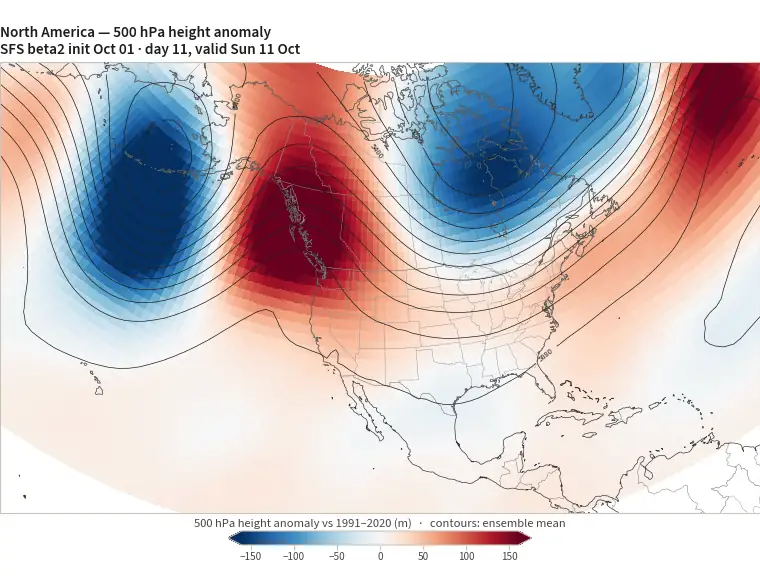 North America — 500 hPa height anomaly
SFS beta2 init Oct 01 · day 11, valid Sun 11 Oct
5800
500 hPa height anomaly vs 1991–2020 (m) · contours: ensemble mean
−150 −100 −50 0 50 100 150